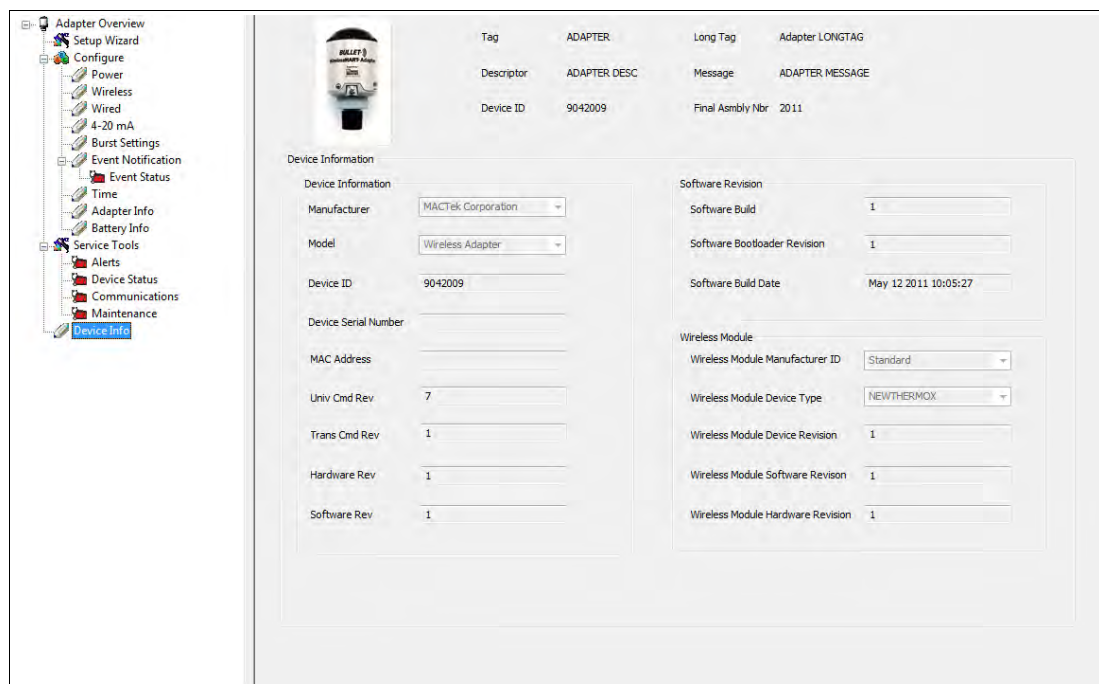 Adapter Overview
Setup Wizard
Configure
Power
Wireless
Wired
4-20 mA
Burst Settings
Event Notification
Event Status
Time
Adapter Info
Battery Info
Service Tools
Alerts
Device Status
Communications
Maintenance
Device Info
BULLET
Tag ADAPTER Long Tag Adapter LONGTAG
Descriptor ADAPTER DESC Message ADAPTER MESSAGE
Device ID 9042009 Final Asmbly Nbr 2011
Device Information
Device Information
Manufacturer MACTek Corporation
Model Wireless Adapter
Device ID 9042009
Device Serial Number
MAC Address
Univ Cmd Rev 7
Trans Cmd Rev 1
Hardware Rev 1
Software Rev 1
Software Revision
Software Build 1
Software Bootloader Revision 1
Software Build Date May 12 2011 10:05:27
Wireless Module
Wireless Module Manufacturer ID Standard
Wireless Module Device Type NEWTHERMOX
Wireless Module Device Revision 1
Wireless Module Software Revison 1
Wireless Module Hardware Revision 1